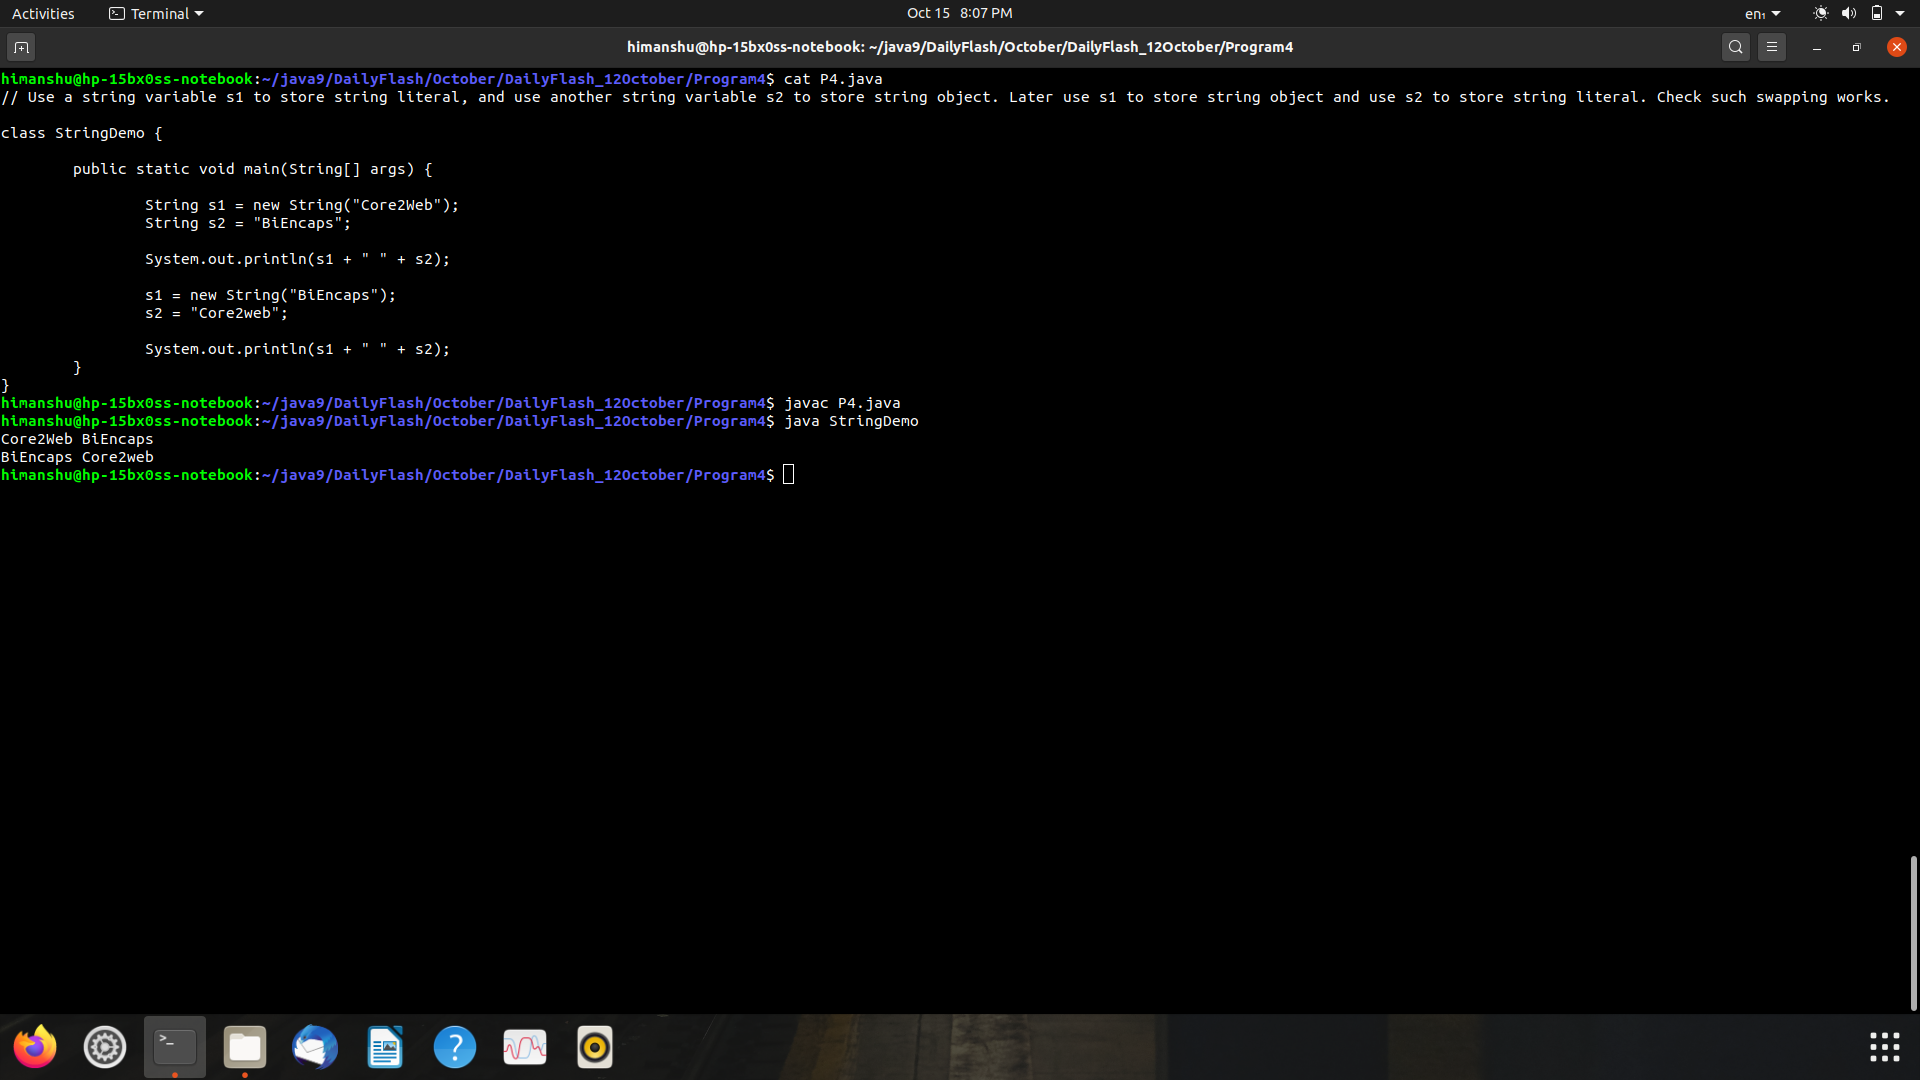 Activities Terminal Oct 15 8:07 PM en₁
himanshu@hp-15bx0ss-notebook: ~/java9/DailyFlash/October/DailyFlash_12October/Program4
himanshu@hp-15bx0ss-notebook:~/java9/DailyFlash/October/DailyFlash_12October/Program4$ cat P4.java
// Use a string variable s1 to store string literal, and use another string variable s2 to store string object. Later use s1 to store string object and use s2 to store string literal. Check such swapping works.
class StringDemo {
public static void main(String[] args) {
String s1 = new String("Core2Web");
String s2 = "BiEncaps";
System.out.println(s1 + " " + s2);
s1 = new String("BiEncaps");
s2 = "Core2web";
System.out.println(s1 + " " + s2);
}
}
himanshu@hp-15bx0ss-notebook:~/java9/DailyFlash/October/DailyFlash_12October/Program4$ javac P4.java
himanshu@hp-15bx0ss-notebook:~/java9/DailyFlash/October/DailyFlash_12October/Program4$ java StringDemo
Core2Web BiEncaps
BiEncaps Core2web
himanshu@hp-15bx0ss-notebook:~/java9/DailyFlash/October/DailyFlash_12October/Program4$